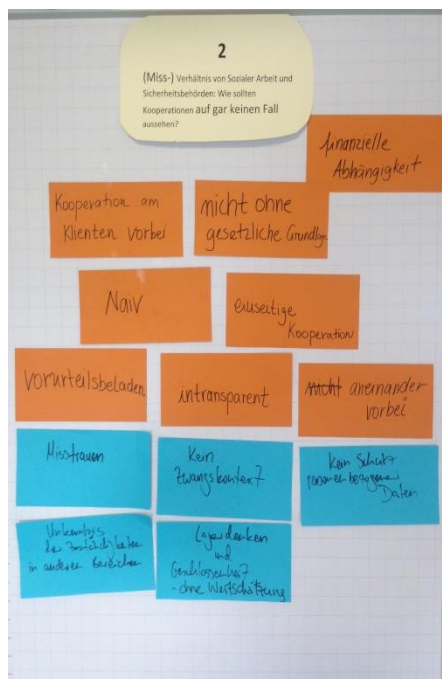 2
(Miss-) Verhältnis von Sozialer Arbeit und
Sicherheitsbehörden: Wie sollten
Kooperationen auf gar keinen Fall
aussehen?
finanzielle
Abhängigkeit
Kooperation am
Klienten vorbei
nicht ohne
gesetzliche Grundlage
Naiv
einseitige
Kooperation
vorurteilsbeladen
intransparent
nicht aneinander
vorbei
Misstrauen
Kein
Zwangskontext
Kein Schutz
personenbezogener
Daten
Unkenntnis
der Zuständigkeiten
in anderen Bereichen
Lagerdenken
und
Geschlossenheit
- ohne Wertschätzung